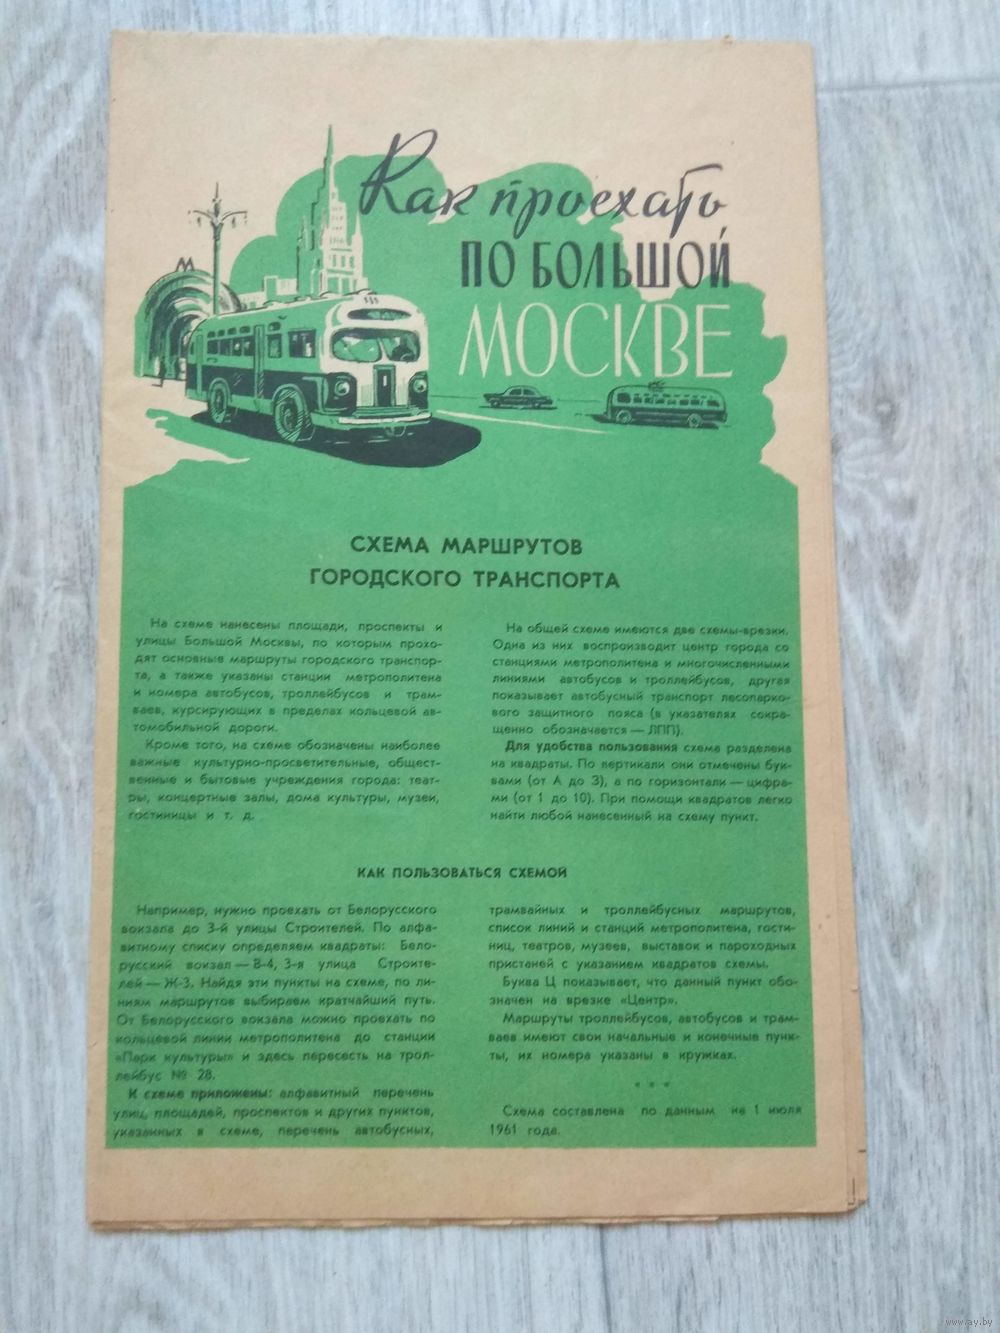 Как проехать
ПО БОЛЬШОЙ
МОСКВЕ
М
СХЕМА МАРШРУТОВ
ГОРОДСКОГО ТРАНСПОРТА
На схеме нанесены площади, проспекты и
улицы Большой Москвы, по которым прохо-
дят основные маршруты городского транспор-
та, а также указаны станции метрополитена
и номера автобусов, троллейбусов и трам-
ваев, курсирующих в пределах кольцевой ав-
томобильной дороги.
Кроме того, на схеме обозначены наиболее
важные культурно-просветительные, общест-
венные и бытовые учреждения города: теат-
ры, концертные залы, дома культуры, музеи,
гостиницы и т. д.
На общей схеме имеются две схемы-врезки.
Одна из них воспроизводит центр города со
станциями метрополитена и многочисленными
линиями автобусов и троллейбусов, другая
показывает автобусный транспорт лесопарко-
вого защитного пояса (в указателях сокра-
щенно обозначается — ЛПП).
Для удобства пользования схема разделена
на квадраты. По вертикали они отмечены бук-
вами (от А до З), а по горизонтали — цифра-
ми (от 1 до 10). При помощи квадратов легко
найти любой нанесенный на схему пункт.
КАК ПОЛЬЗОВАТЬСЯ СХЕМОЙ
Например, нужно проехать от Белорусского
вокзала до 3-й улицы Строителей. По алфа-
витному списку определяем квадраты: Бело-
русский вокзал — В-4, 3-я улица Строите-
лей — Ж-3. Найдя эти пункты на схеме, по ли-
ниям маршрутов выбираем кратчайший путь.
От Белорусского вокзала можно проехать по
кольцевой линии метрополитена до станции
«Парк культуры» и здесь пересесть на трол-
лейбус № 28.
К схеме приложены: алфавитный перечень
улиц, площадей, проспектов и других пунктов,
указанных в схеме, перечень автобусных,
трамвайных и троллейбусных маршрутов,
список линий и станций метрополитена, гости-
ниц, театров, музеев, выставок и пароходных
пристаней с указанием квадратов схемы.
Буква Ц показывает, что данный пункт обо-
значен на врезке «Центр».
Маршруты троллейбусов, автобусов и трам-
ваев имеют свои начальные и конечные пунк-
ты, их номера указаны в кружках.
* * *
Схема составлена по данным на 1 июля
1961 года.
www.ay.by